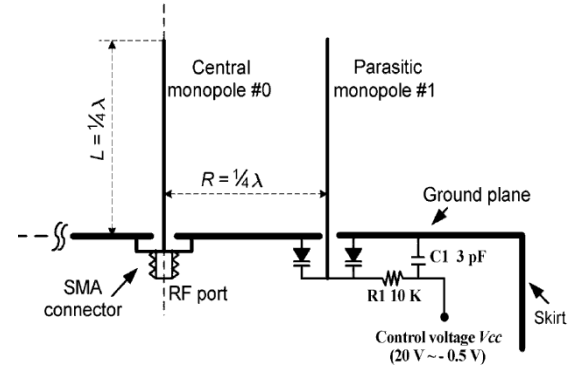 Central
monopole #0
Parasitic
monopole #1
L = ¼ λ
R = ¼ λ
Ground plane
C1 3 pF
R1 10 K
SMA
connector
RF port
Skirt
Control voltage Vcc
(20 V ~ - 0.5 V)